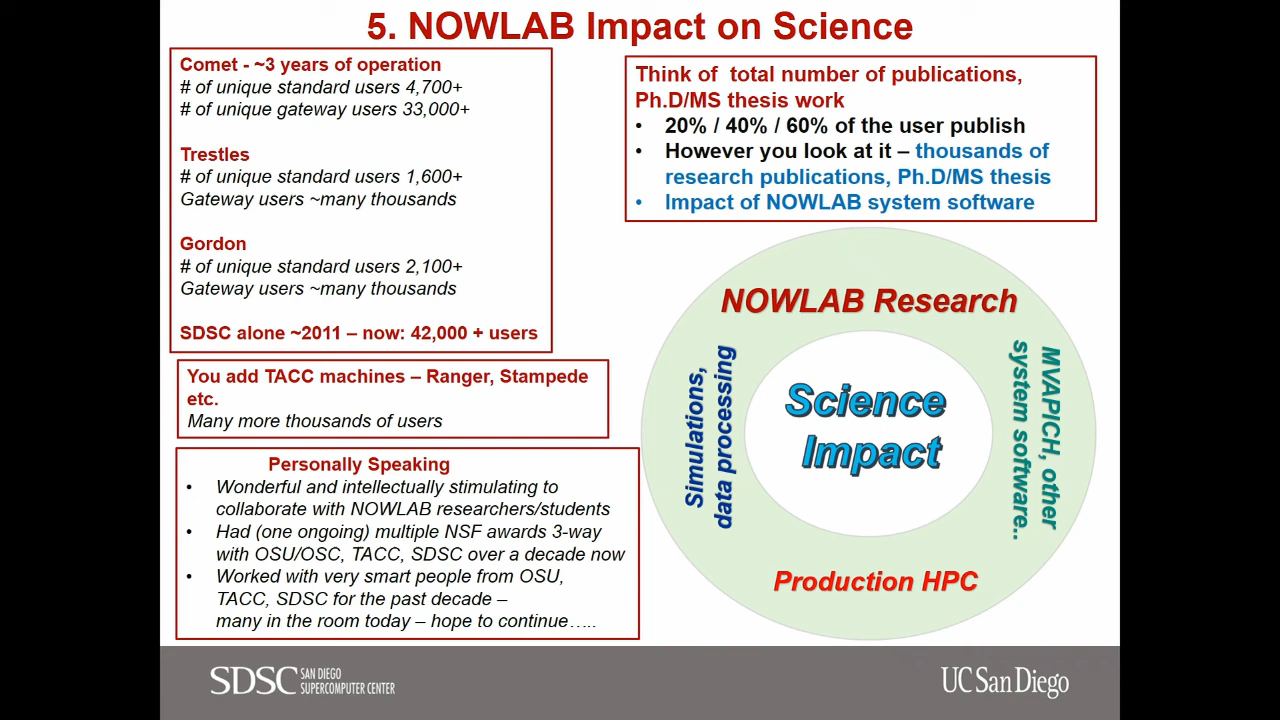 5. NOWLAB Impact on Science
Comet - ~3 years of operation
# of unique standard users 4,700+
# of unique gateway users 33,000+
Trestles
# of unique standard users 1,600+
Gateway users ~many thousands
Gordon
# of unique standard users 2,100+
Gateway users ~many thousands
SDSC alone ~2011 – now: 42,000 + users
You add TACC machines – Ranger, Stampede
etc.
Many more thousands of users
Personally Speaking
• Wonderful and intellectually stimulating to
collaborate with NOWLAB researchers/students
• Had (one ongoing) multiple NSF awards 3-way
with OSU/OSC, TACC, SDSC over a decade now
• Worked with very smart people from OSU,
TACC, SDSC for the past decade –
many in the room today – hope to continue…..
Think of total number of publications,
Ph.D/MS thesis work
• 20% / 40% / 60% of the user publish
• However you look at it – thousands of
research publications, Ph.D/MS thesis
• Impact of NOWLAB system software
NOWLAB Research
Simulations,
data processing
Science
Impact
MVAPICH, other
system software..
Production HPC
SDSC SAN DIEGO
SUPERCOMPUTER CENTER
UC San Diego